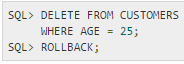 SQL> DELETE FROM CUSTOMERS
WHERE AGE = 25;
SQL> ROLLBACK;